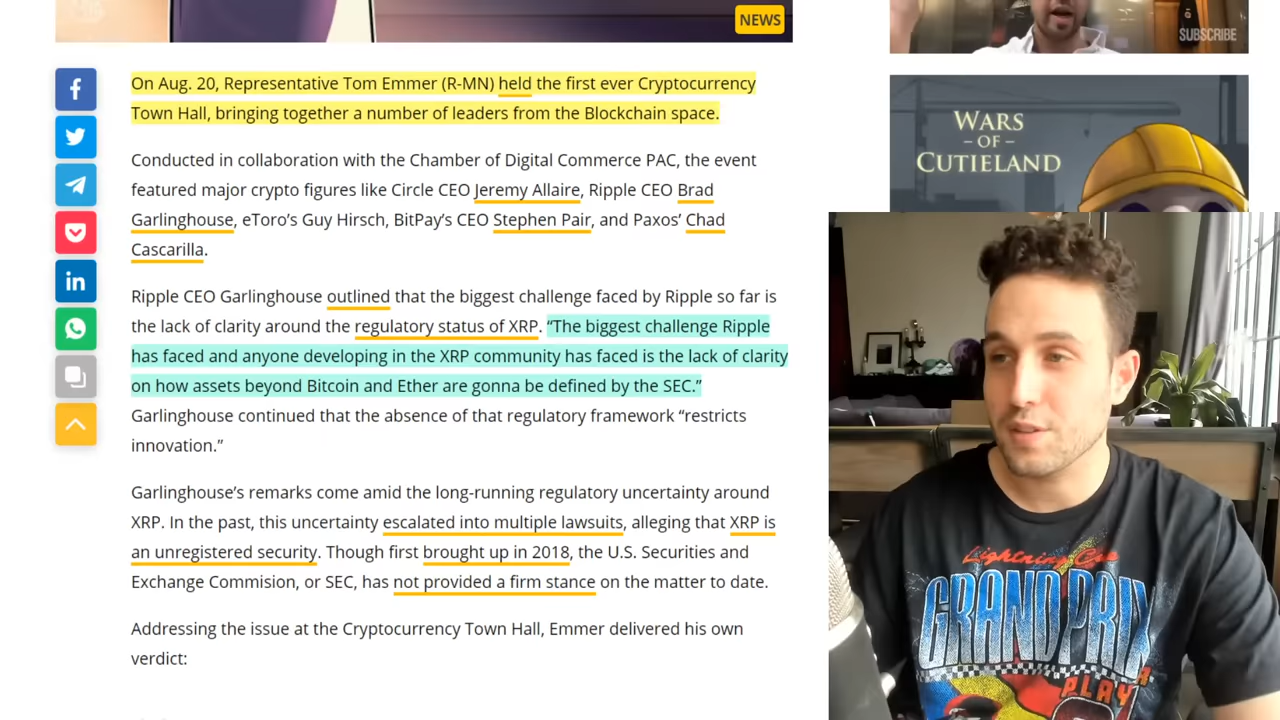 NEWS
SUBSCRIBE
On Aug. 20, Representative Tom Emmer (R-MN) held the first ever Cryptocurrency
Town Hall, bringing together a number of leaders from the Blockchain space.
Conducted in collaboration with the Chamber of Digital Commerce PAC, the event
featured major crypto figures like Circle CEO Jeremy Allaire, Ripple CEO Brad
Garlinghouse, eToro’s Guy Hirsch, BitPay’s CEO Stephen Pair, and Paxos’ Chad
Cascarilla.
Ripple CEO Garlinghouse outlined that the biggest challenge faced by Ripple so far is
the lack of clarity around the regulatory status of XRP. “The biggest challenge Ripple
has faced and anyone developing in the XRP community has faced is the lack of clarity
on how assets beyond Bitcoin and Ether are gonna be defined by the SEC.”
Garlinghouse continued that the absence of that regulatory framework “restricts
innovation.”
Garlinghouse’s remarks come amid the long-running regulatory uncertainty around
XRP. In the past, this uncertainty escalated into multiple lawsuits, alleging that XRP is
an unregistered security. Though first brought up in 2018, the U.S. Securities and
Exchange Commision, or SEC, has not provided a firm stance on the matter to date.
Addressing the issue at the Cryptocurrency Town Hall, Emmer delivered his own
verdict:
WARS
- OF -
CUTIELAND
Lightning
GRAND PRIX
PLAY